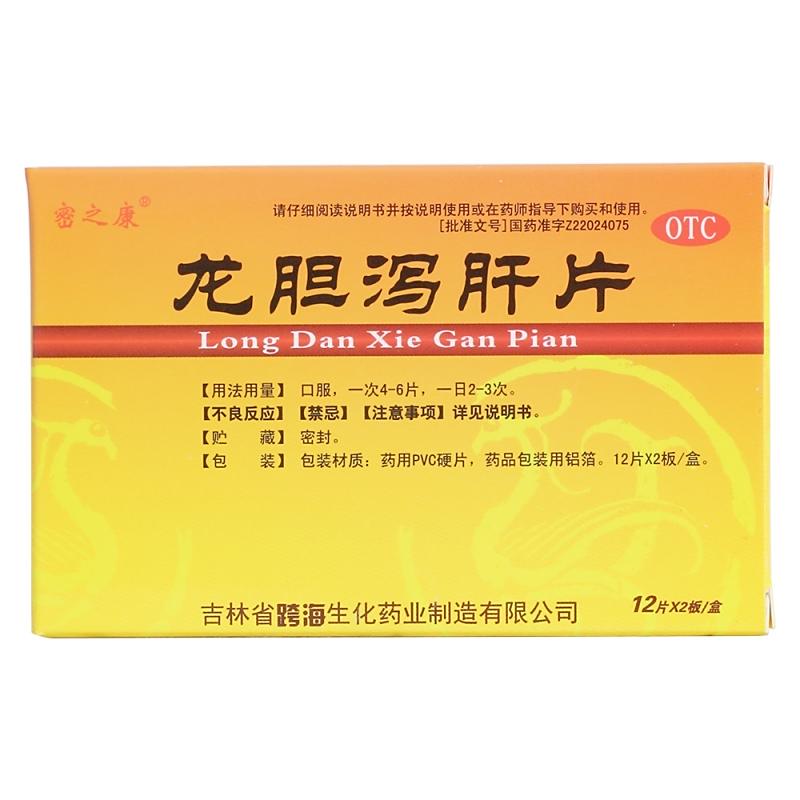 密之康®
请仔细阅读说明书并按说明使用或在药师指导下购买和使用。
[批准文号]国药准字Z22024075
OTC
龙胆泻肝片
Long Dan Xie Gan Pian
【用法用量】 口服，一次4-6片，一日2-3次。
【不良反应】【禁忌】【注意事项】详见说明书。
【贮 藏】 密封。
【包 装】 包装材质：药用PVC硬片，药品包装用铝箔。12片X2板/盒。
吉林省跨海生化药业制造有限公司
12片X2板/盒